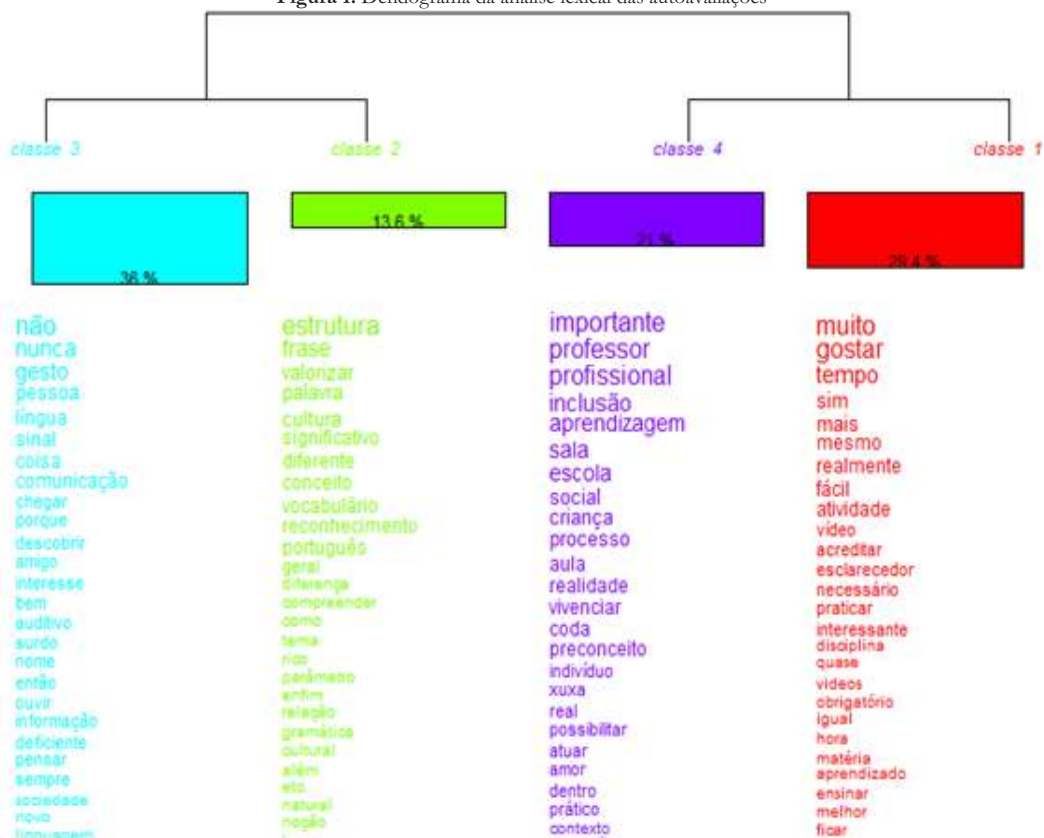 Figura 1. Dendograma da análise lexical das autoavaliações
classe 3
classe 2
classe 4
classe 1
36 %
13.6 %
21 %
29.4 %
não
nunca
gesto
pessoa
língua
sinal
coisa
comunicação
chegar
porque
descobrir
amigo
interesse
bem
auditivo
surdo
nome
então
ouvir
informação
deficiente
pensar
sempre
sociedade
novo
linguagem
estrutura
frase
valorizar
palavra
cultura
significativo
diferente
conceito
vocabulário
reconhecimento
português
geral
diferença
compreender
como
tema
rico
parâmetro
enfim
relação
gramática
cultural
além
etc
natural
noção
importante
professor
profissional
inclusão
aprendizagem
sala
escola
social
criança
processo
aula
realidade
vivenciar
coda
preconceito
indivíduo
xuxa
real
possibilitar
atuar
amor
dentro
prático
contexto
muito
gostar
tempo
sim
mais
mesmo
realmente
fácil
atividade
vídeo
acreditar
esclarecedor
necessário
praticar
interessante
disciplina
quase
videos
obrigatório
igual
hora
matéria
aprendizado
ensinar
melhor
ficar